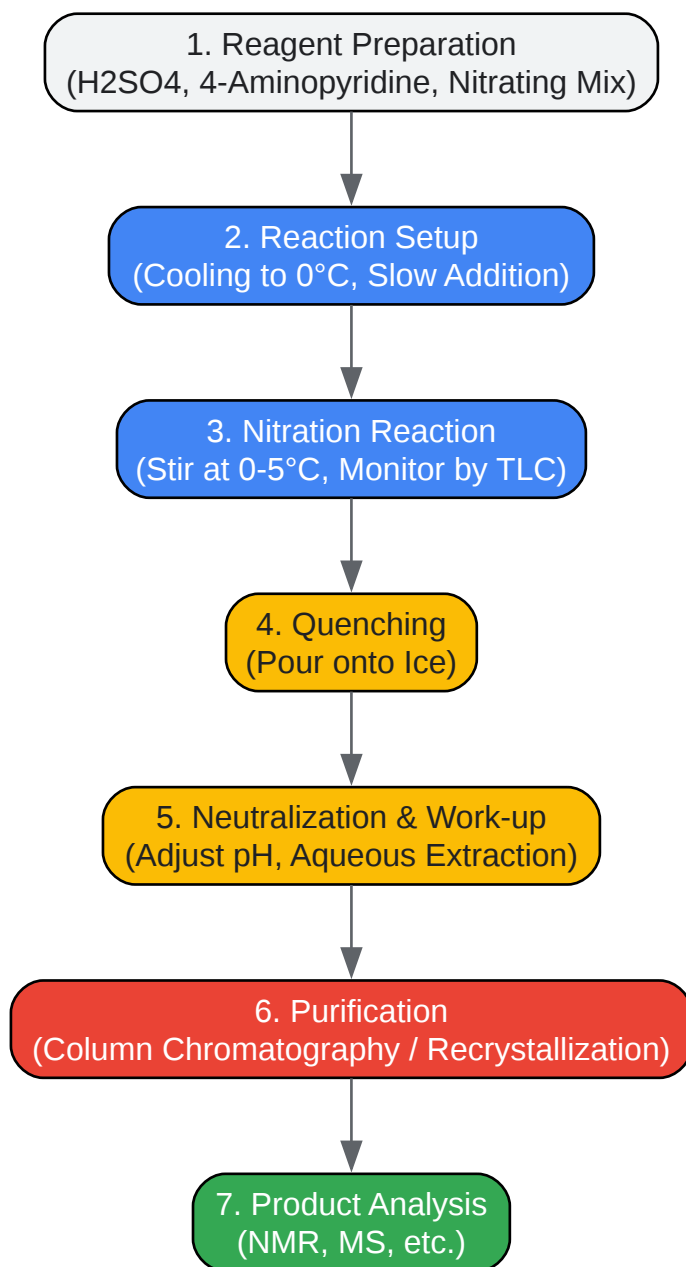 1. Reagent Preparation
(H2SO4, 4-Aminopyridine, Nitrating Mix)
2. Reaction Setup
(Cooling to 0°C, Slow Addition)
3. Nitration Reaction
(Stir at 0-5°C, Monitor by TLC)
4. Quenching
(Pour onto Ice)
5. Neutralization & Work-up
(Adjust pH, Aqueous Extraction)
6. Purification
(Column Chromatography / Recrystallization)
7. Product Analysis
(NMR, MS, etc.)